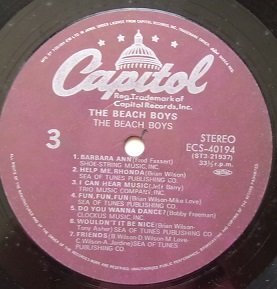 Capitol
Reg. Trademark of
Capitol Records, Inc.
THE BEACH BOYS
THE BEACH BOYS
3
STEREO
ECS-40194
(ST2-21937)
33⅓ r.p.m.
1. BARBARA ANN (Fred Fassert)
SHOE-STRING MUSIC, INC.
2. HELP ME, RHONDA (Brian Wilson)
SEA OF TUNES PUBLISHING CO.
3. I CAN HEAR MUSIC (Jeff Barry)
TRIO MUSIC COMPANY, INC.
4. FUN, FUN, FUN (Brian Wilson-Mike Love)
SEA OF TUNES PUBLISHING CO.
5. DO YOU WANNA DANCE? (Bobby Freeman)
CLOCKUS MUSIC, INC.
6. WOULDN'T IT BE NICE (Brian Wilson-
Tony Asher) SEA OF TUNES PUBLISHING CO.
FRIENDS (B. Wilson-D. Wilson-M. Love
C. Wilson-A. Jardine) SEA OF TUNES
PUBLISHING CO.